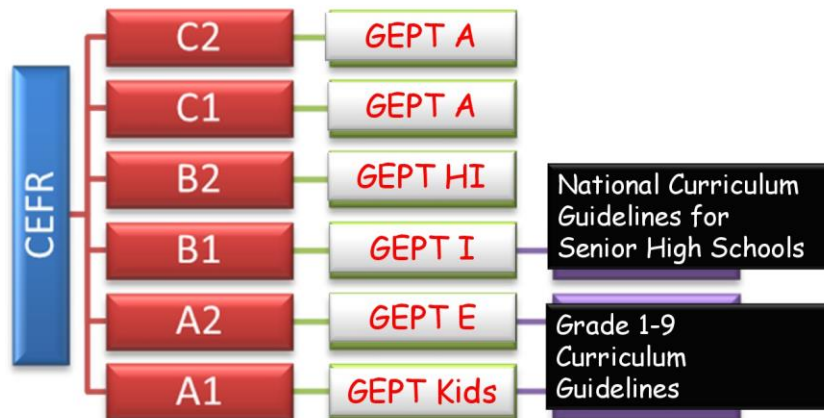 CEFR
C2
GEPT A
C1
GEPT A
B2
GEPT HI
B1
GEPT I
National Curriculum
Guidelines for
Senior High Schools
A2
GEPT E
A1
GEPT Kids
Grade 1-9
Curriculum
Guidelines